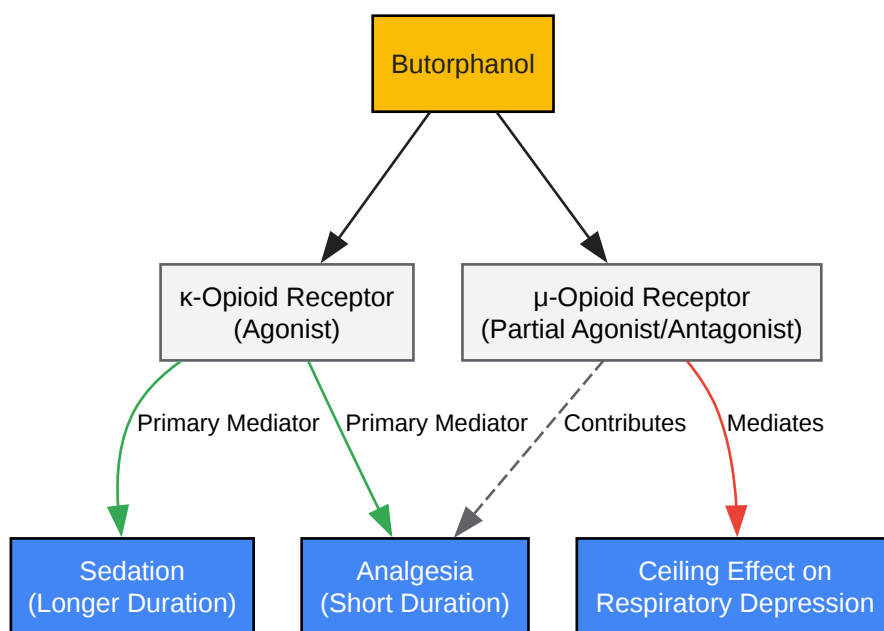 Butorphanol
κ-Opioid Receptor
(Agonist)
μ-Opioid Receptor
(Partial Agonist/Antagonist)
Primary Mediator
Primary Mediator
Contributes
Mediates
Sedation
(Longer Duration)
Analgesia
(Short Duration)
Ceiling Effect on
Respiratory Depression